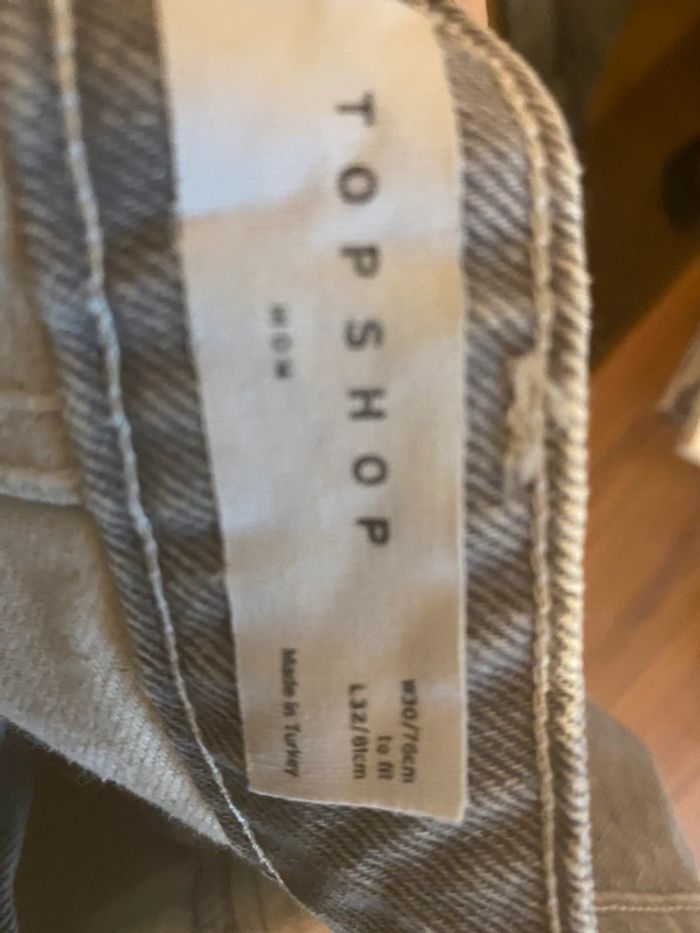 TOPSHOP
MOM
W30/76cm
to fit
L32/81cm
Made in Turkey